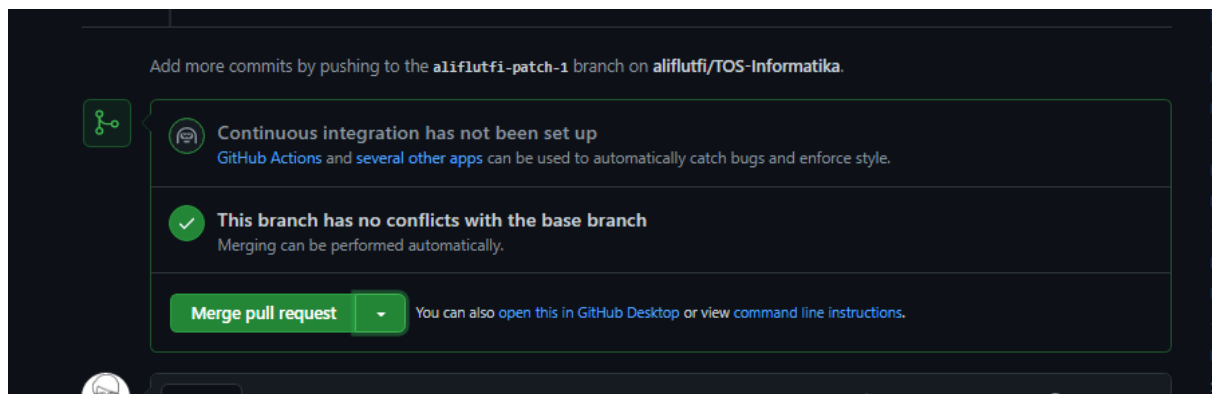 Add more commits by pushing to the aliflutfi-patch-1 branch on aliflutfi/TOS-Informatika.
Continuous integration has not been set up
GitHub Actions and several other apps can be used to automatically catch bugs and enforce style.
This branch has no conflicts with the base branch
Merging can be performed automatically.
Merge pull request
You can also open this in GitHub Desktop or view command line instructions.